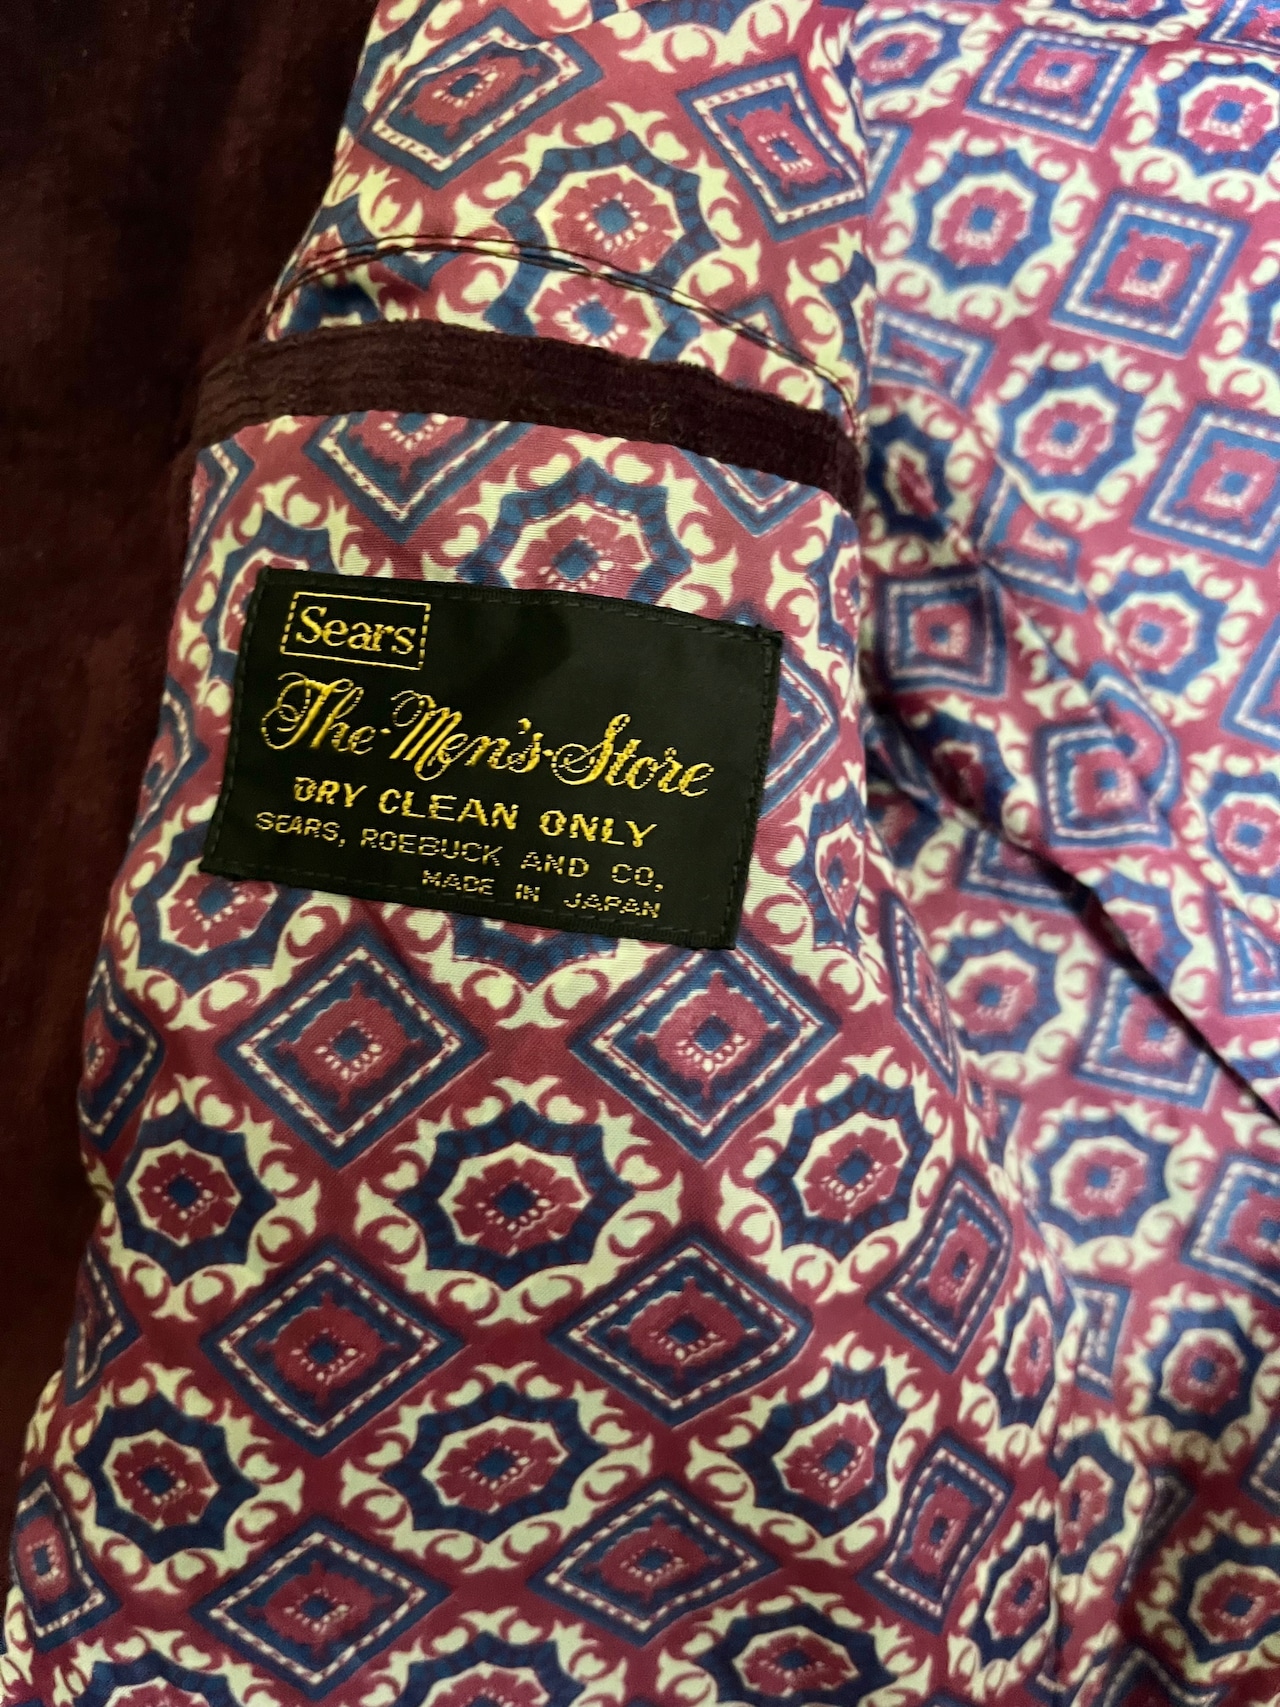 Sears
The Men's Store
DRY CLEAN ONLY
SEARS, ROEBUCK AND CO,
MADE IN JAPAN